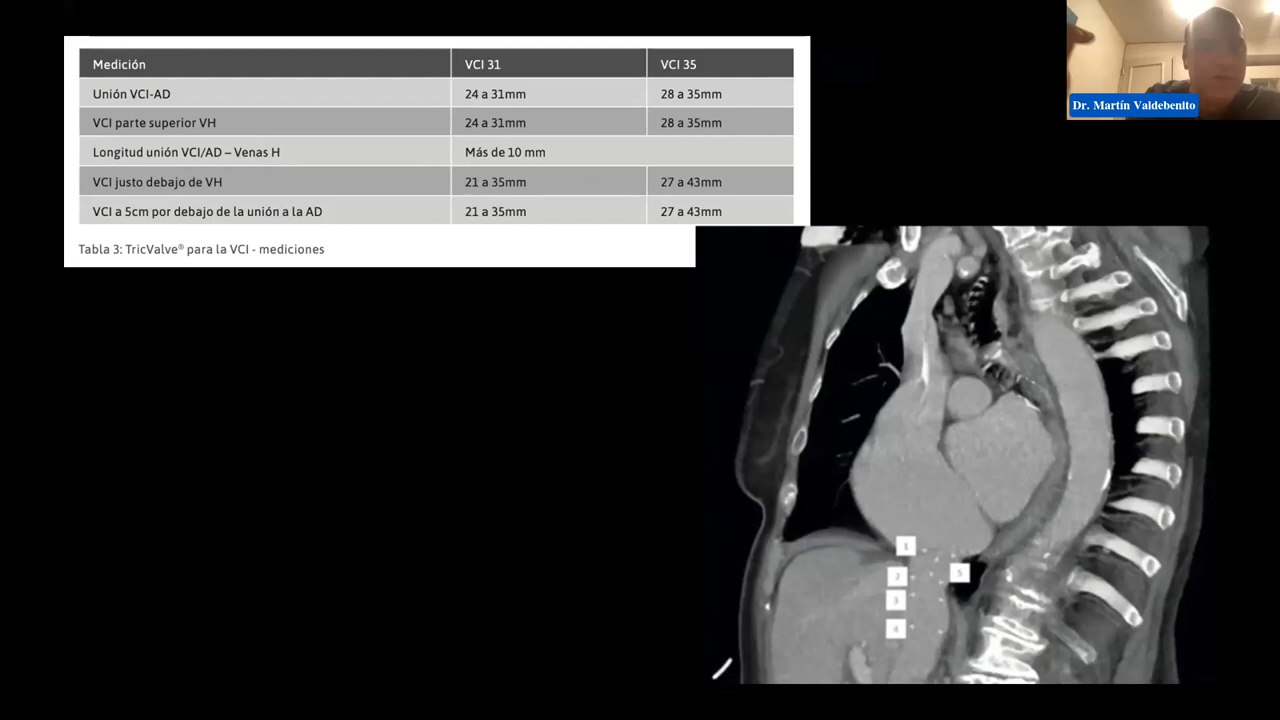 Medición VCI 31 VCI 35
Unión VCI-AD 24 a 31mm 28 a 35mm
VCI parte superior VH 24 a 31mm 28 a 35mm
Longitud unión VCI/AD – Venas H Más de 10 mm
VCI justo debajo de VH 21 a 35mm 27 a 43mm
VCI a 5cm por debajo de la unión a la AD 21 a 35mm 27 a 43mm
Tabla 3: TricValve® para la VCI - mediciones
Dr. Martín Valdebenito
1
2
5
3
4